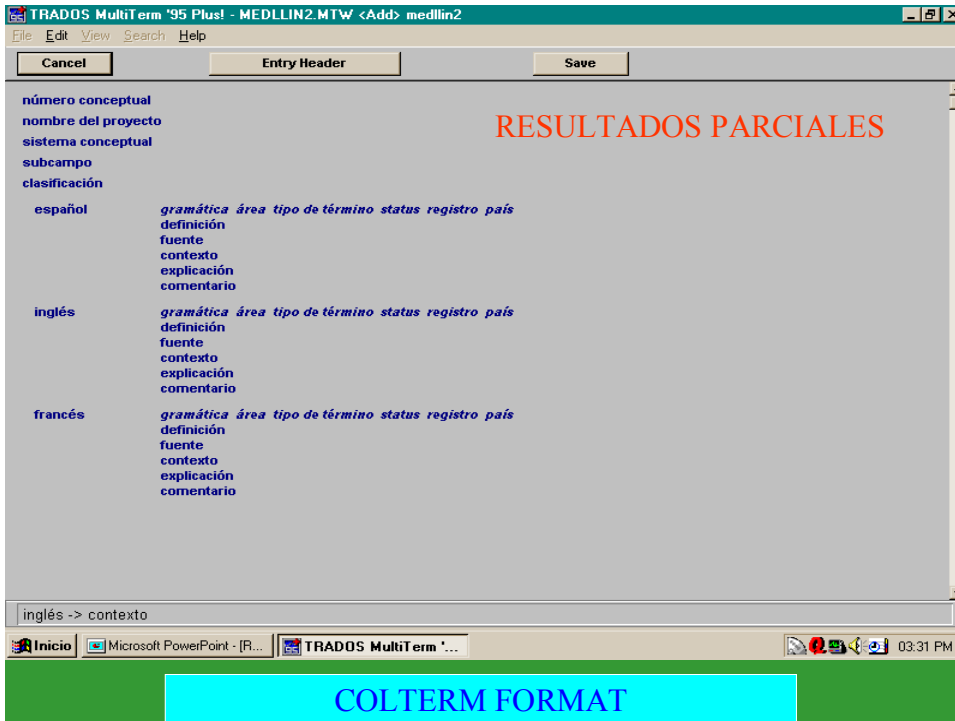 TRADOS MultiTerm '95 Plus! - MEDLLIN2.MTW <Add> medllin2
File Edit View Search Help
Cancel Entry Header Save
número conceptual
nombre del proyecto
sistema conceptual
subcampo
clasificación
RESULTADOS PARCIALES
español gramática área tipo de término status registro país
definición
fuente
contexto
explicación
comentario
inglés gramática área tipo de término status registro país
definición
fuente
contexto
explicación
comentario
francés gramática área tipo de término status registro país
definición
fuente
contexto
explicación
comentario
inglés -> contexto
Inicio Microsoft PowerPoint - [R... TRADOS MultiTerm '... 03:31 PM
COLTERM FORMAT